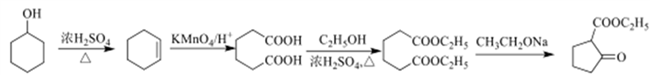 OH
浓H₂SO₄
△
KMnO₄/H⁺
COOH
COOH
C₂H₅OH
浓H₂SO₄,△
COOC₂H₅
COOC₂H₅
CH₃CH₂ONa
COOC₂H₅
O